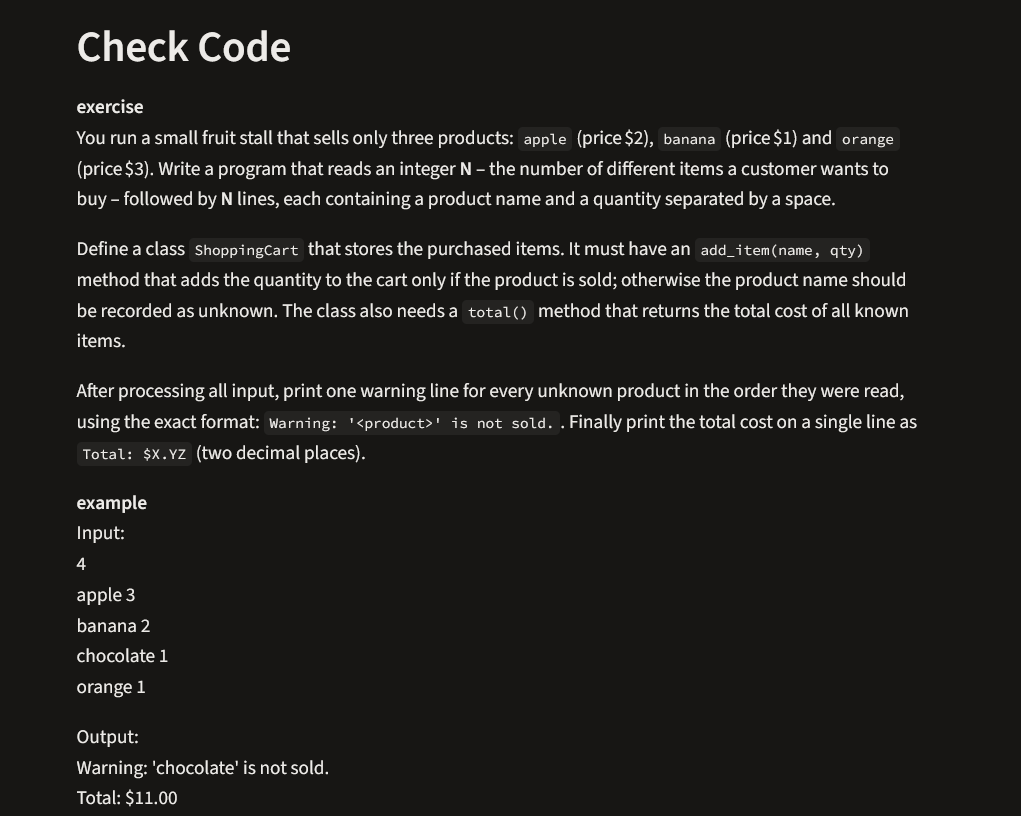 Check Code
exercise
You run a small fruit stall that sells only three products: apple (price $2), banana (price $1) and orange
(price $3). Write a program that reads an integer N – the number of different items a customer wants to
buy – followed by N lines, each containing a product name and a quantity separated by a space.
Define a class ShoppingCart that stores the purchased items. It must have an add_item(name, qty)
method that adds the quantity to the cart only if the product is sold; otherwise the product name should
be recorded as unknown. The class also needs a total() method that returns the total cost of all known
items.
After processing all input, print one warning line for every unknown product in the order they were read,
using the exact format: Warning: '<product>' is not sold. . Finally print the total cost on a single line as
Total: $X.YZ (two decimal places).
example
Input:
4
apple 3
banana 2
chocolate 1
orange 1
Output:
Warning: 'chocolate' is not sold.
Total: $11.00